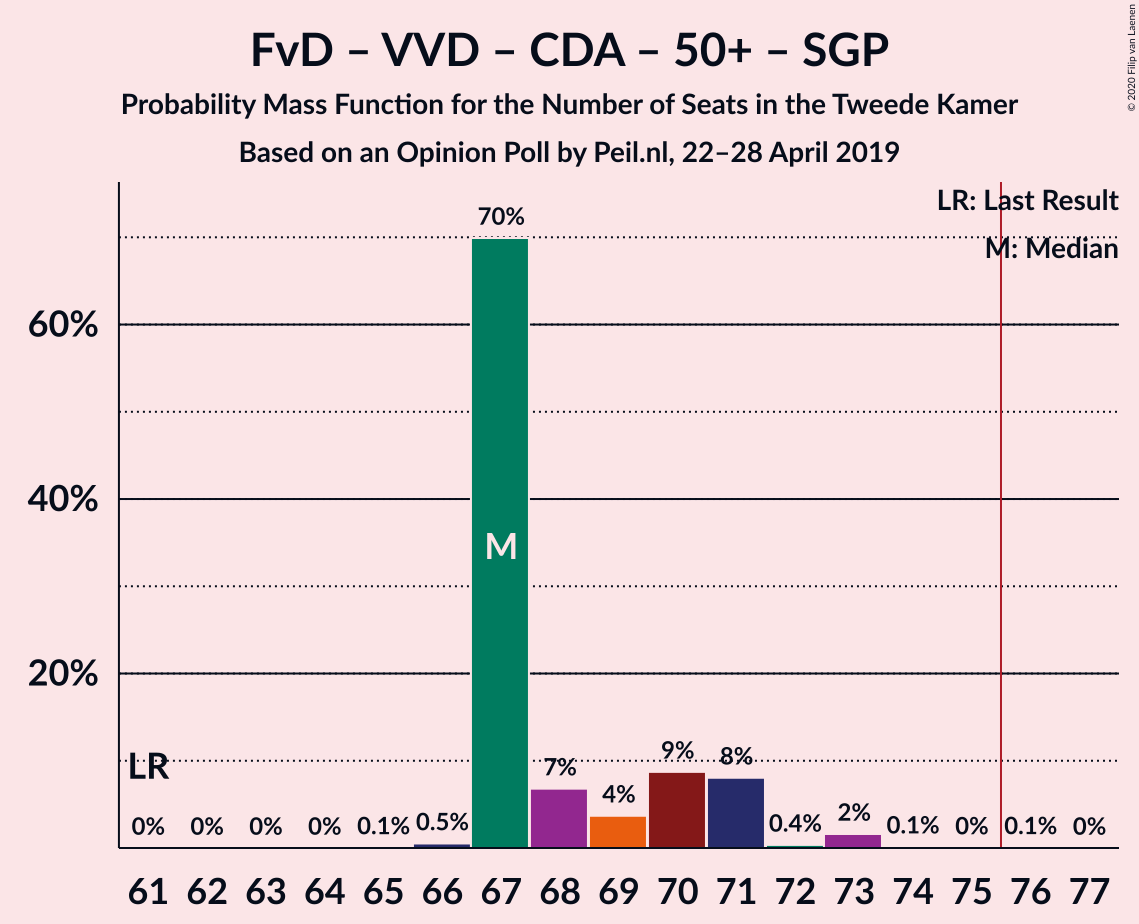 FvD – VVD – CDA – 50+ – SGP
Probability Mass Function for the Number of Seats in the Tweede Kamer
Based on an Opinion Poll by Peil.nl, 22–28 April 2019
© 2020 Filip van Laenen
LR: Last Result
M: Median
60%
40%
20%
LR
M
0% 0% 0% 0% 0.1% 0.5% 70% 7% 4% 9% 8% 0.4% 2% 0.1% 0% 0.1% 0%
61 62 63 64 65 66 67 68 69 70 71 72 73 74 75 76 77